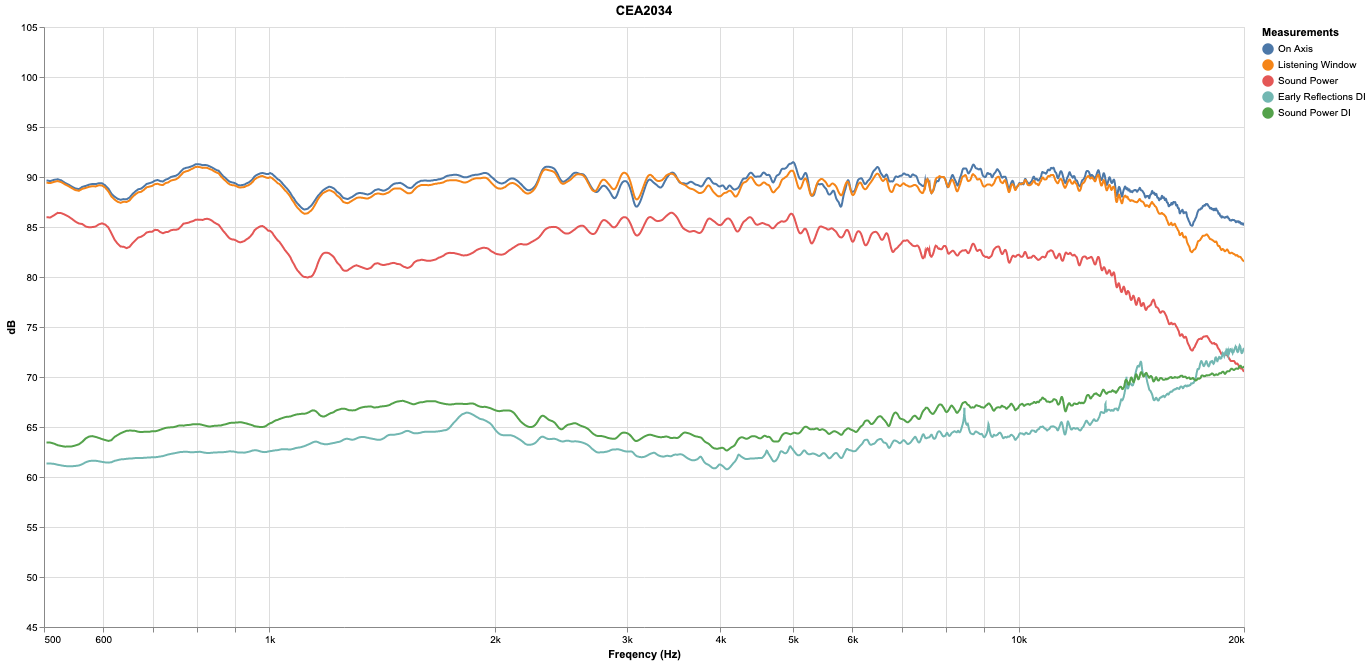 CEA2034
105
100
95
90
85
80
75
70
65
60
55
50
45
dB
500
600
1k
2k
3k
4k
5k
6k
10k
20k
Freqency (Hz)
Measurements
On Axis
Listening Window
Sound Power
Early Reflections DI
Sound Power DI